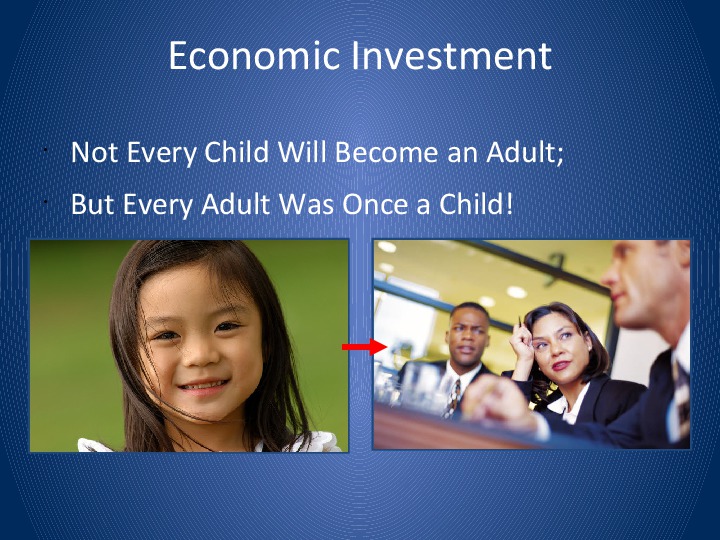 Economic Investment
Not Every Child Will Become an Adult;
But Every Adult Was Once a Child!